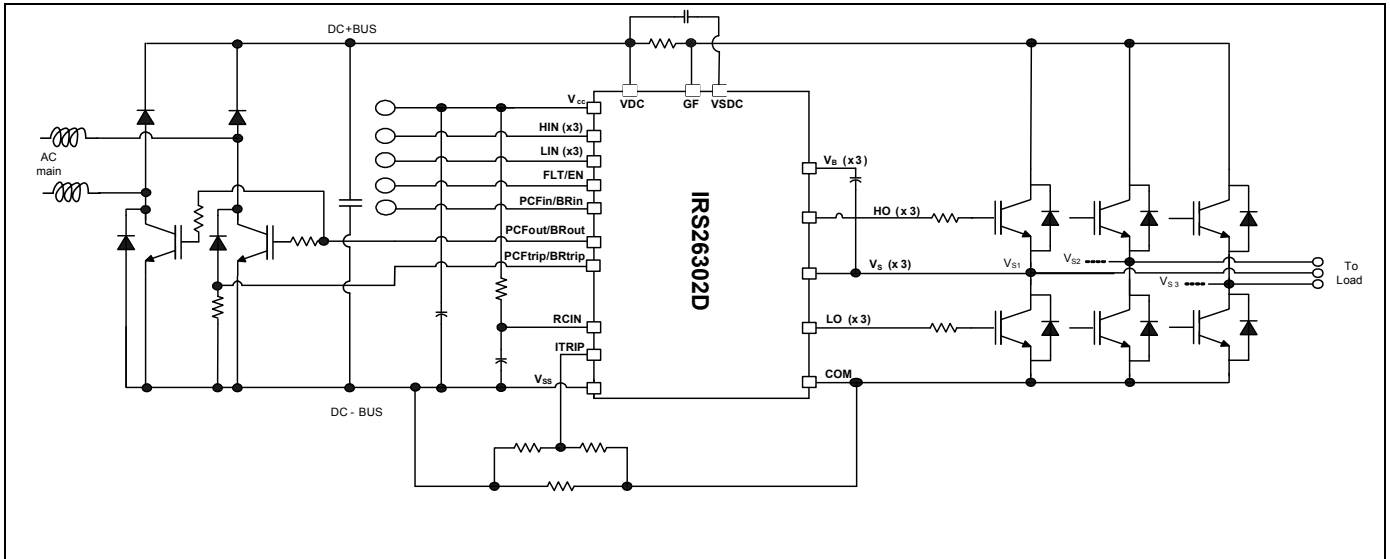 DC+BUS
VDC
GF
VSDC
Vcc
HIN (x3)
LIN (x3)
FLT/EN
PCFin/BRin
PCFout/BRout
PCFtrip/BRtrip
RCIN
ITRIP
VSS
AC
main
IRS26302D
VB (x3)
HO (x3)
VS (x3)
LO (x3)
COM
VS1
VS2
VS3
To
Load
DC - BUS